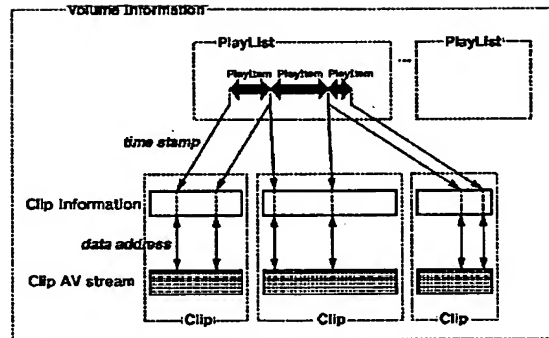 Volume Information
PlayList
PlayList
PlayItem PlayItem PlayItem
...
time stamp
Clip Information
data address
Clip AV stream
Clip
Clip
Clip